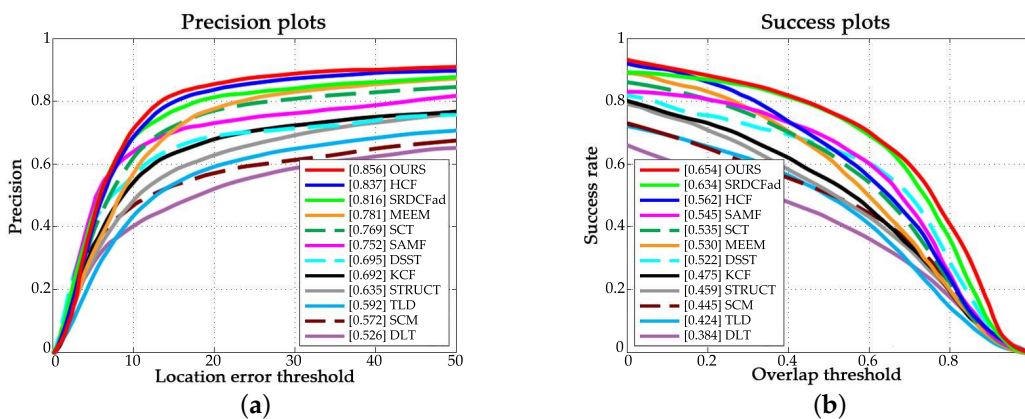 Precision plots
Precision
1
0.8
0.6
0.4
0.2
0
0
10
20
30
40
50
Location error threshold
[0.856] OURS
[0.837] HCF
[0.816] SRDCFad
[0.781] MEEM
[0.769] SCT
[0.752] SAMF
[0.695] DSST
[0.692] KCF
[0.635] STRUCT
[0.592] TLD
[0.572] SCM
[0.526] DLT
(a)
Success plots
Success rate
1
0.8
0.6
0.4
0.2
0
0
0.2
0.4
0.6
0.8
Overlap threshold
[0.654] OURS
[0.634] SRDCFad
[0.562] HCF
[0.545] SAMF
[0.535] SCT
[0.530] MEEM
[0.522] DSST
[0.475] KCF
[0.459] STRUCT
[0.445] SCM
[0.424] TLD
[0.384] DLT
(b)